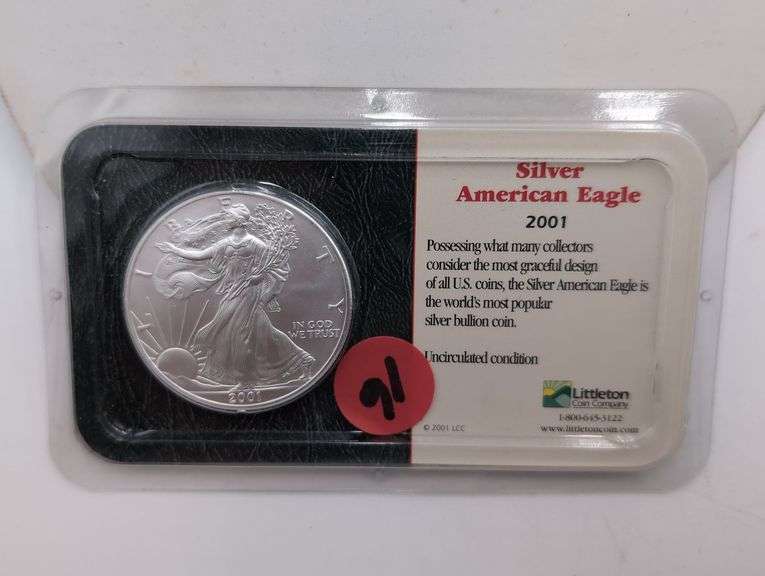 LIBERTY
IN GOD
WE TRUST
2001
91
Silver
American Eagle
2001
Possessing what many collectors
consider the most graceful design
of all U.S. coins, the Silver American Eagle is
the world's most popular
silver bullion coin.
Uncirculated condition
Littleton
Coin Company
1-800-645-3122
www.littletoncoin.com
© 2001 LCC